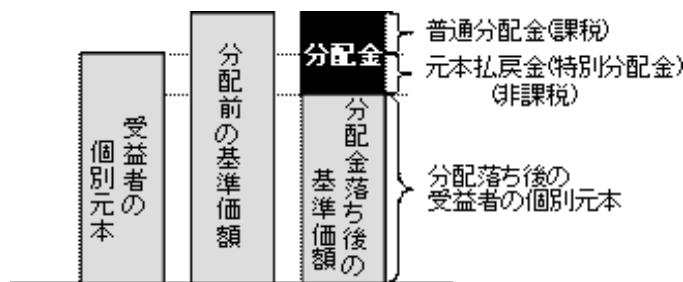 受益者の
個別元本
分配前の基準価額
分配金
分配金落ち後の
基準価額
普通分配金(課税)
元本払戻金(特別分配金)
(非課税)
分配落ち後の
受益者の個別元本